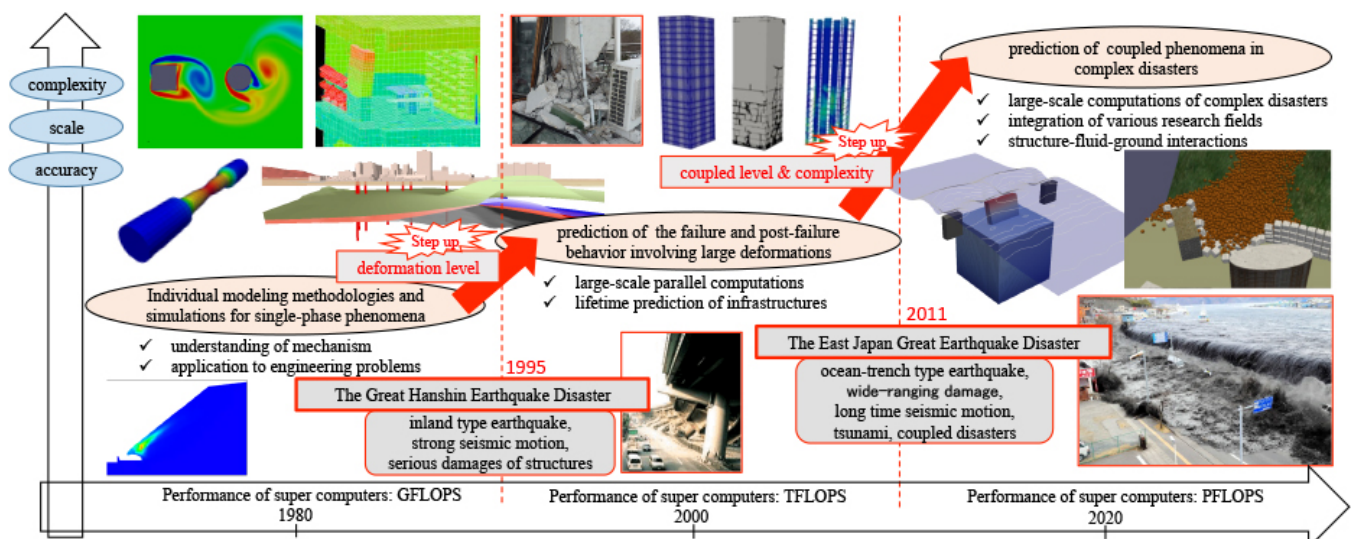 complexity
scale
accuracy
prediction of coupled phenomena in
complex disasters
✓ large-scale computations of complex disasters
✓ integration of various research fields
✓ structure-fluid-ground interactions
Step up
coupled level & complexity
prediction of the failure and post-failure
behavior involving large deformations
✓ large-scale parallel computations
✓ lifetime prediction of infrastructures
Step up
deformation level
Individual modeling methodologies and
simulations for single-phase phenomena
✓ understanding of mechanism
✓ application to engineering problems
1995
The Great Hanshin Earthquake Disaster
inland type earthquake,
strong seismic motion,
serious damages of structures
2011
The East Japan Great Earthquake Disaster
ocean-trench type earthquake,
wide-ranging damage,
long time seismic motion,
tsunami, coupled disasters
Performance of super computers: GFLOPS
Performance of super computers: TFLOPS
Performance of super computers: PFLOPS
1980
2000
2020